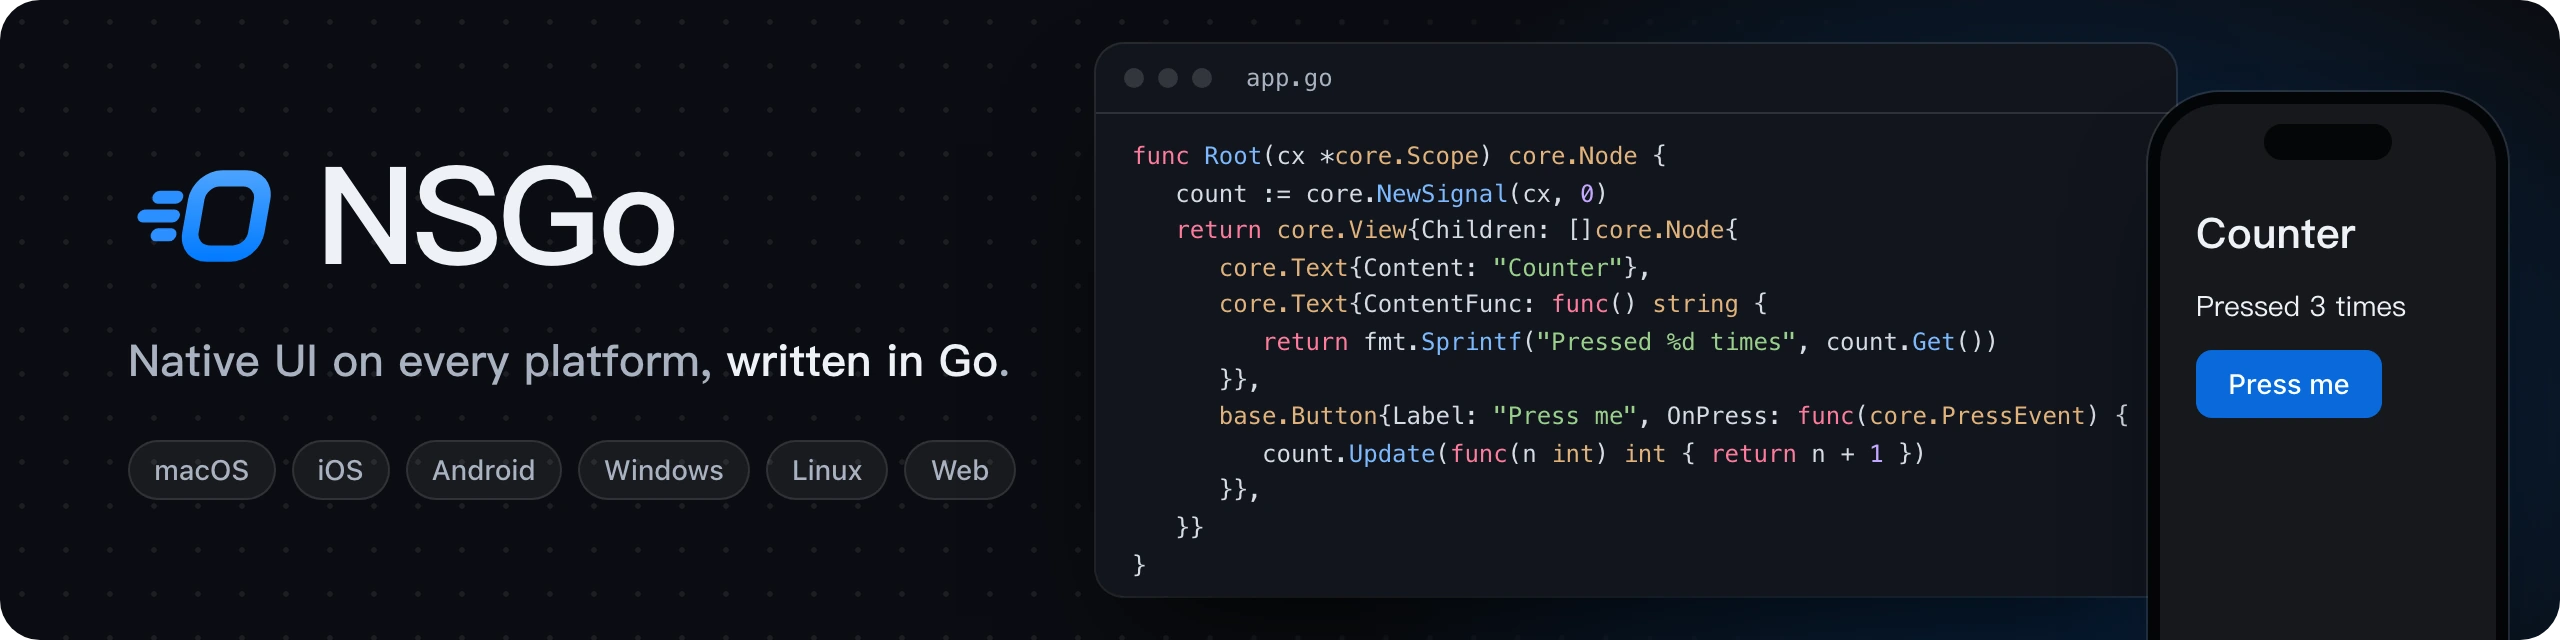 NSGo
Native UI on every platform, written in Go.
macOS
iOS
Android
Windows
Linux
Web
app.go
func Root(cx *core.Scope) core.Node {
   count := core.NewSignal(cx, 0)
   return core.View{Children: []core.Node{
      core.Text{Content: "Counter"},
      core.Text{ContentFunc: func() string {
         return fmt.Sprintf("Pressed %d times", count.Get())
      }},
      base.Button{Label: "Press me", OnPress: func(core.PressEvent) {
         count.Update(func(n int) int { return n + 1 })
      }},
   }}
}
Counter
Pressed 3 times
Press me